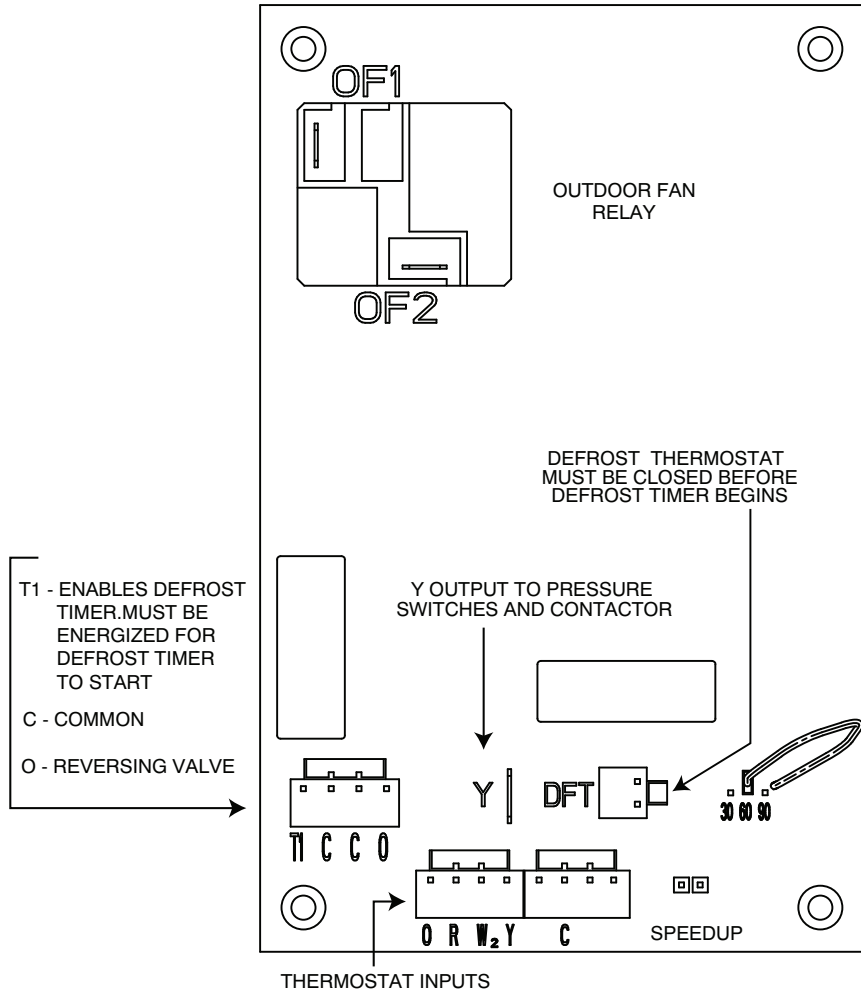 OF1
OUTDOOR FAN
RELAY
OF2
DEFROST THERMOSTAT
MUST BE CLOSED BEFORE
DEFROST TIMER BEGINS
T1 - ENABLES DEFROST
TIMER.MUST BE
ENERGIZED FOR
DEFROST TIMER
TO START
C - COMMON
O - REVERSING VALVE
Y OUTPUT TO PRESSURE
SWITCHES AND CONTACTOR
Y
DFT
30 60 90
T1 C C O
O R W₂ Y C
SPEEDUP
THERMOSTAT INPUTS